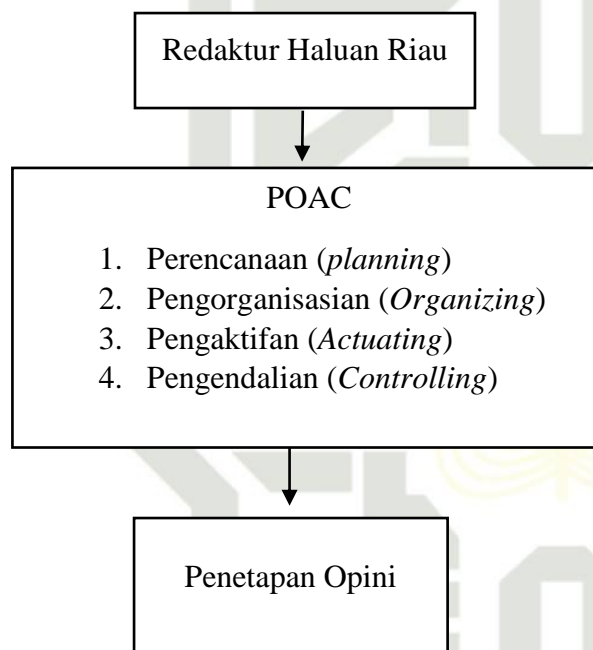 Redaktur Haluan Riau
POAC
1. Perencanaan (planning)
2. Pengorganisasian (Organizing)
3. Pengaktifan (Actuating)
4. Pengendalian (Controlling)
Penetapan Opini